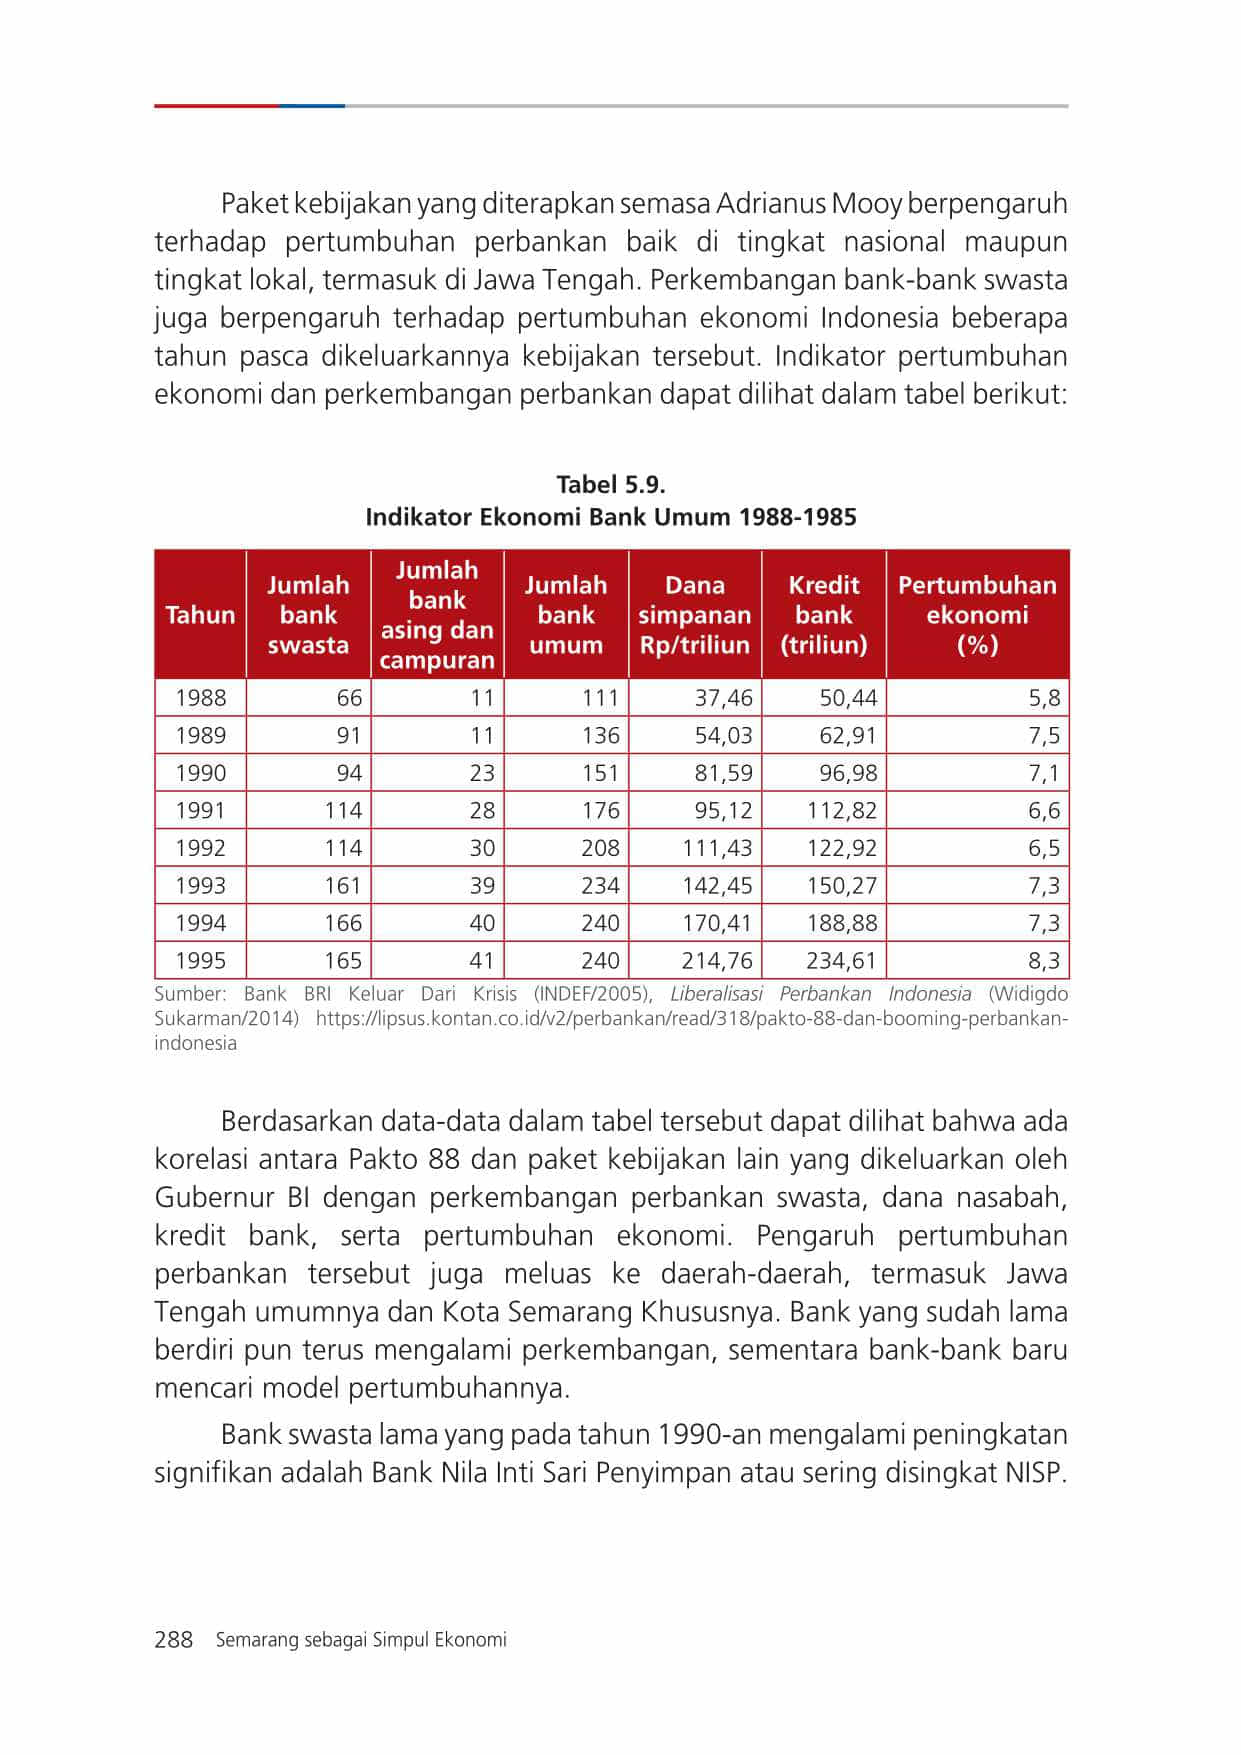 Paket kebijakan yang diterapkan semasa Adrianus Mooy berpengaruh
terhadap pertumbuhan perbankan baik di tingkat nasional maupun
tingkat lokal, termasuk di Jawa Tengah. Perkembangan bank-bank swasta
juga berpengaruh terhadap pertumbuhan ekonomi Indonesia beberapa
tahun pasca dikeluarkannya kebijakan tersebut. Indikator pertumbuhan
ekonomi dan perkembangan perbankan dapat dilihat dalam tabel berikut:
Tabel 5.9.
Indikator Ekonomi Bank Umum 1988-1985
Tahun Jumlah bank swasta Jumlah bank asing dan campuran Jumlah bank umum Dana simpanan Rp/triliun Kredit bank (triliun) Pertumbuhan ekonomi (%)
1988 66 11 111 37,46 50,44 5,8
1989 91 11 136 54,03 62,91 7,5
1990 94 23 151 81,59 96,98 7,1
1991 114 28 176 95,12 112,82 6,6
1992 114 30 208 111,43 122,92 6,5
1993 161 39 234 142,45 150,27 7,3
1994 166 40 240 170,41 188,88 7,3
1995 165 41 240 214,76 234,61 8,3
Sumber: Bank BRI Keluar Dari Krisis (INDEF/2005), Liberalisasi Perbankan Indonesia (Widigdo
Sukarman/2014) https://lipsus.kontan.co.id/v2/perbankan/read/318/pakto-88-dan-booming-perbankan-
indonesia
Berdasarkan data-data dalam tabel tersebut dapat dilihat bahwa ada
korelasi antara Pakto 88 dan paket kebijakan lain yang dikeluarkan oleh
Gubernur BI dengan perkembangan perbankan swasta, dana nasabah,
kredit bank, serta pertumbuhan ekonomi. Pengaruh pertumbuhan
perbankan tersebut juga meluas ke daerah-daerah, termasuk Jawa
Tengah umumnya dan Kota Semarang Khususnya. Bank yang sudah lama
berdiri pun terus mengalami perkembangan, sementara bank-bank baru
mencari model pertumbuhannya.
Bank swasta lama yang pada tahun 1990-an mengalami peningkatan
signifikan adalah Bank Nila Inti Sari Penyimpan atau sering disingkat NISP.
288 Semarang sebagai Simpul Ekonomi